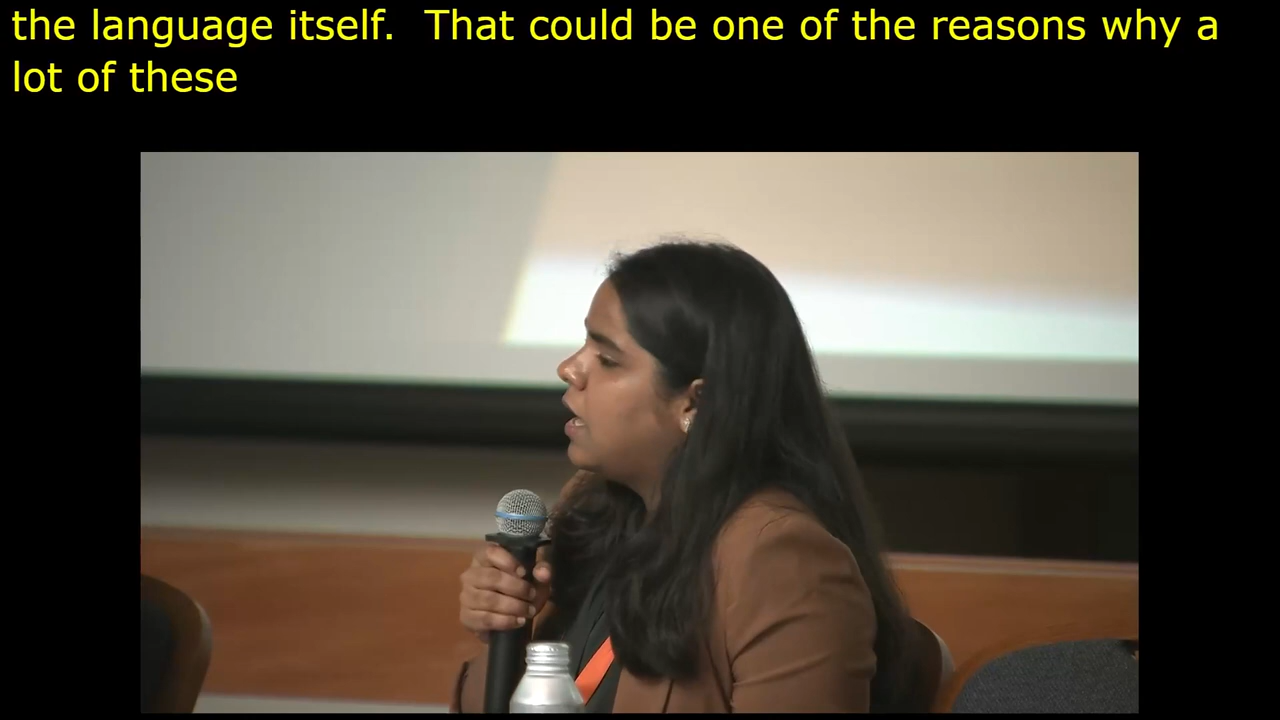 the language itself.  That could be one of the reasons why a
lot of these